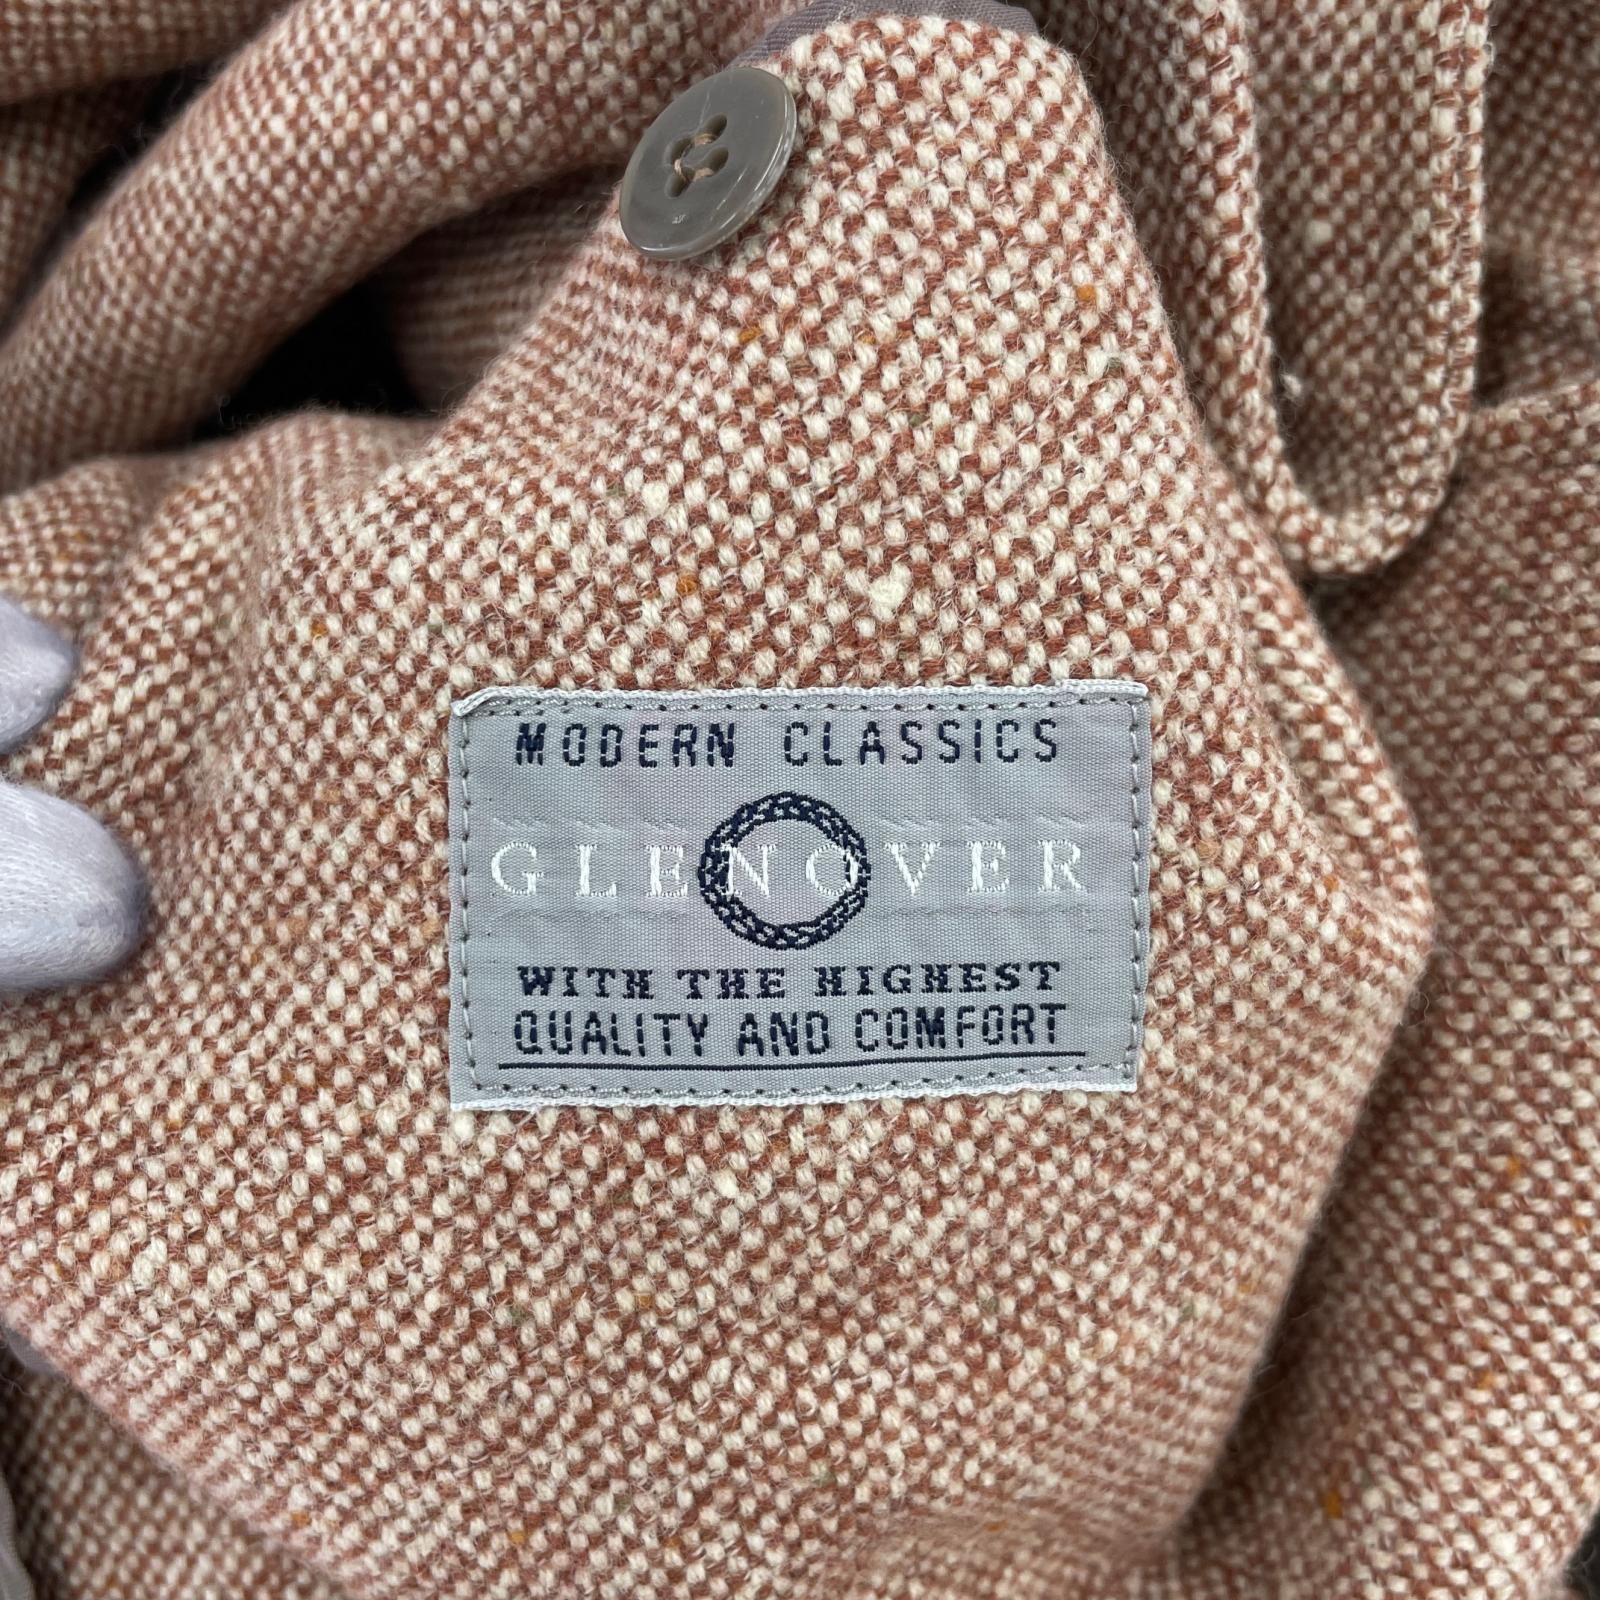 MODERN CLASSICS
GLENOVER
WITH THE HIGHEST
QUALITY AND COMFORT